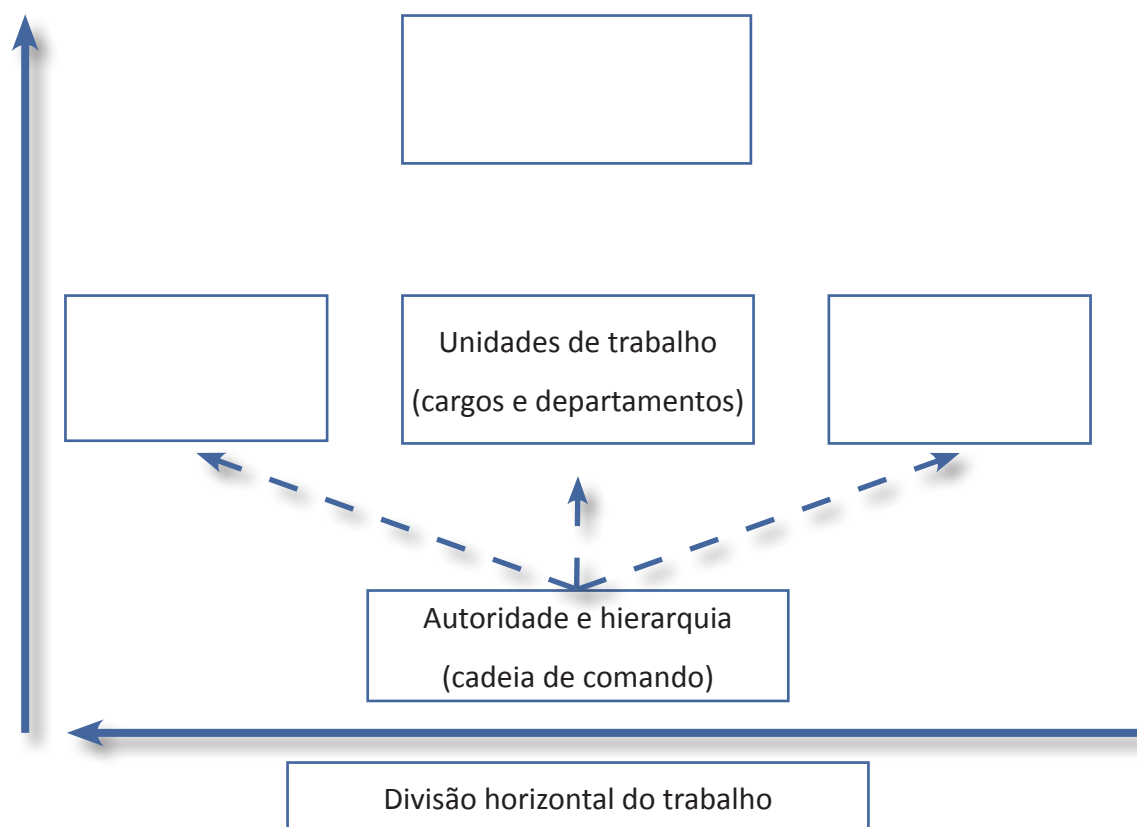 Unidades de trabalho
(cargos e departamentos)
Autoridade e hierarquia
(cadeia de comando)
Divisão horizontal do trabalho